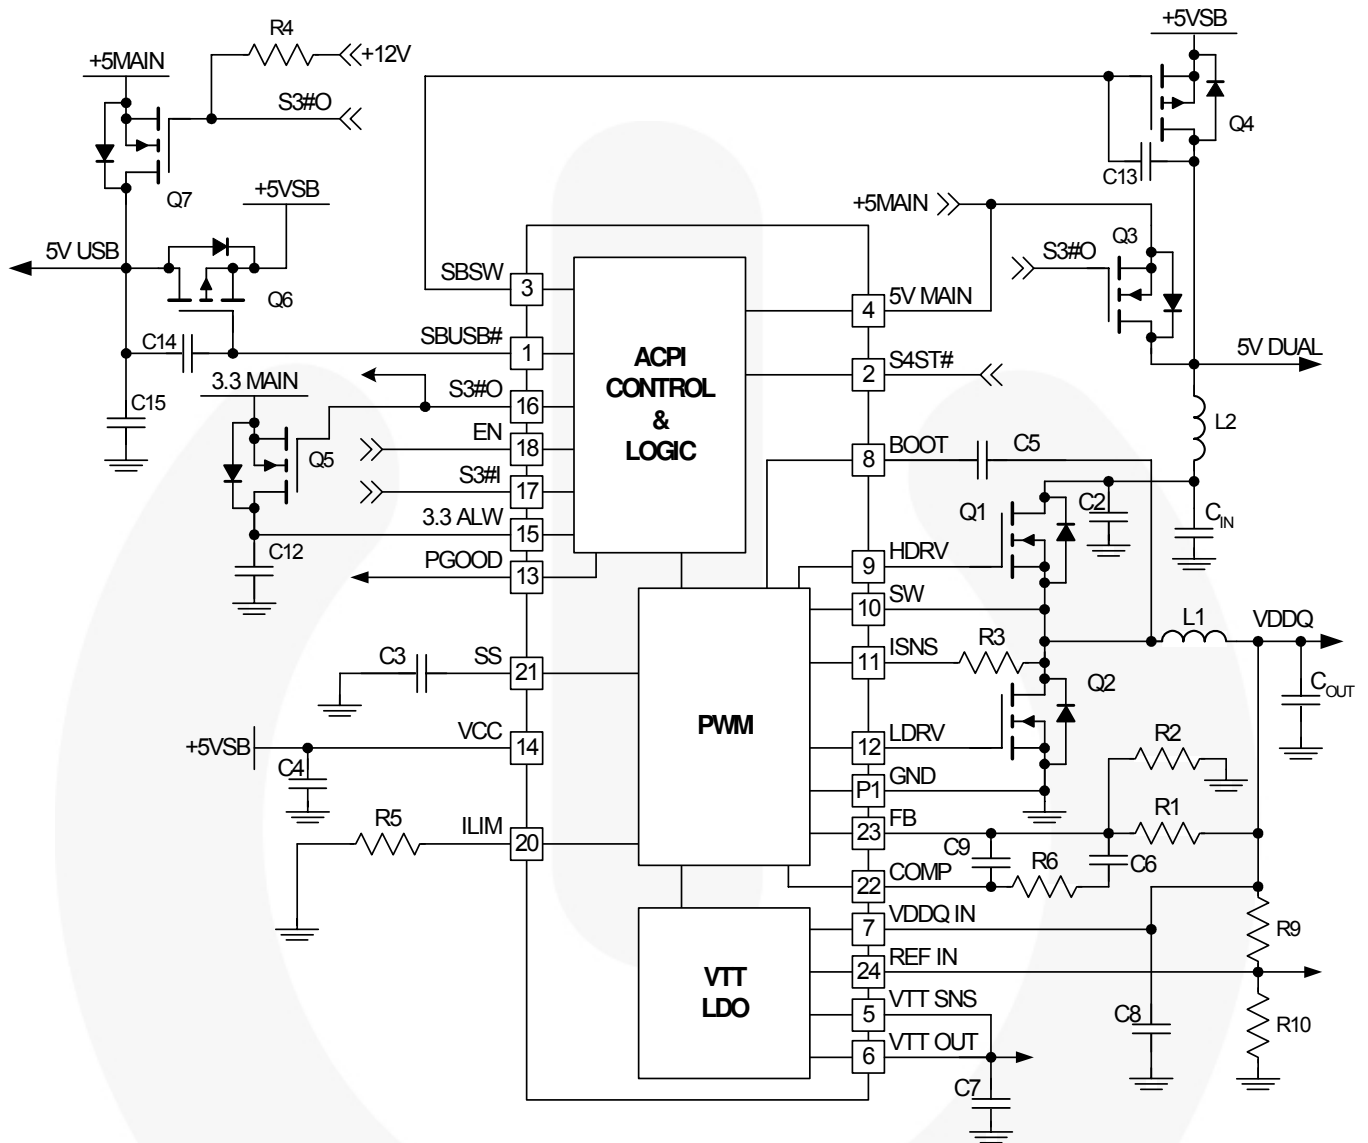 +5VSB
R4
+12V
+5MAIN
S3#O
Q4
C13
Q7
+5VSB
+5MAIN
Q3
5V USB
S3#O
SBSW
3
Q6
4
5V MAIN
C14
SBUSB#
1
ACPI
CONTROL
&
LOGIC
2
S4ST#
5V DUAL
3.3 MAIN
C15
S3#O
16
L2
EN
18
Q5
8
BOOT
C5
S3#I
17
Q1
C2
CIN
3.3 ALW
15
C12
PGOOD
13
9
HDRV
10
SW
L1
VDDQ
C3
SS
21
11
ISNS
R3
Q2
COUT
PWM
+5VSB
VCC
14
12
LDRV
R2
C4
P1
GND
R5
ILIM
20
23
FB
R1
C9
R6
C6
22
COMP
7
VDDQ IN
R9
24
REF IN
VTT
LDO
5
VTT SNS
C8
R10
6
VTT OUT
C7